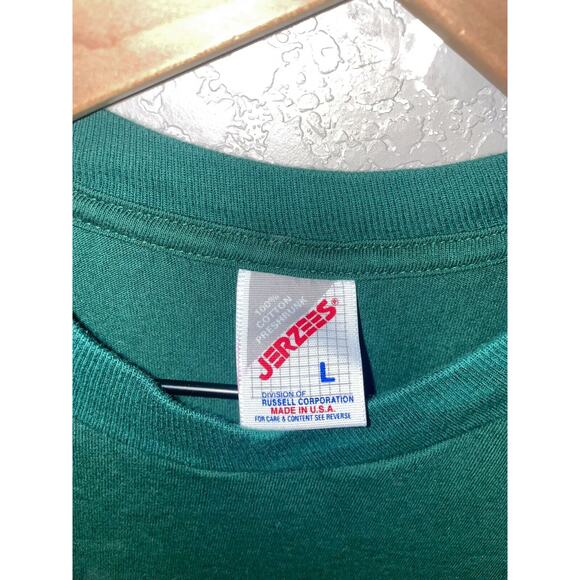 100%
COTTON
PRESHRUNK
JERZEES®
L
DIVISION OF
RUSSELL CORPORATION
MADE IN U.S.A.
FOR CARE & CONTENT SEE REVERSE